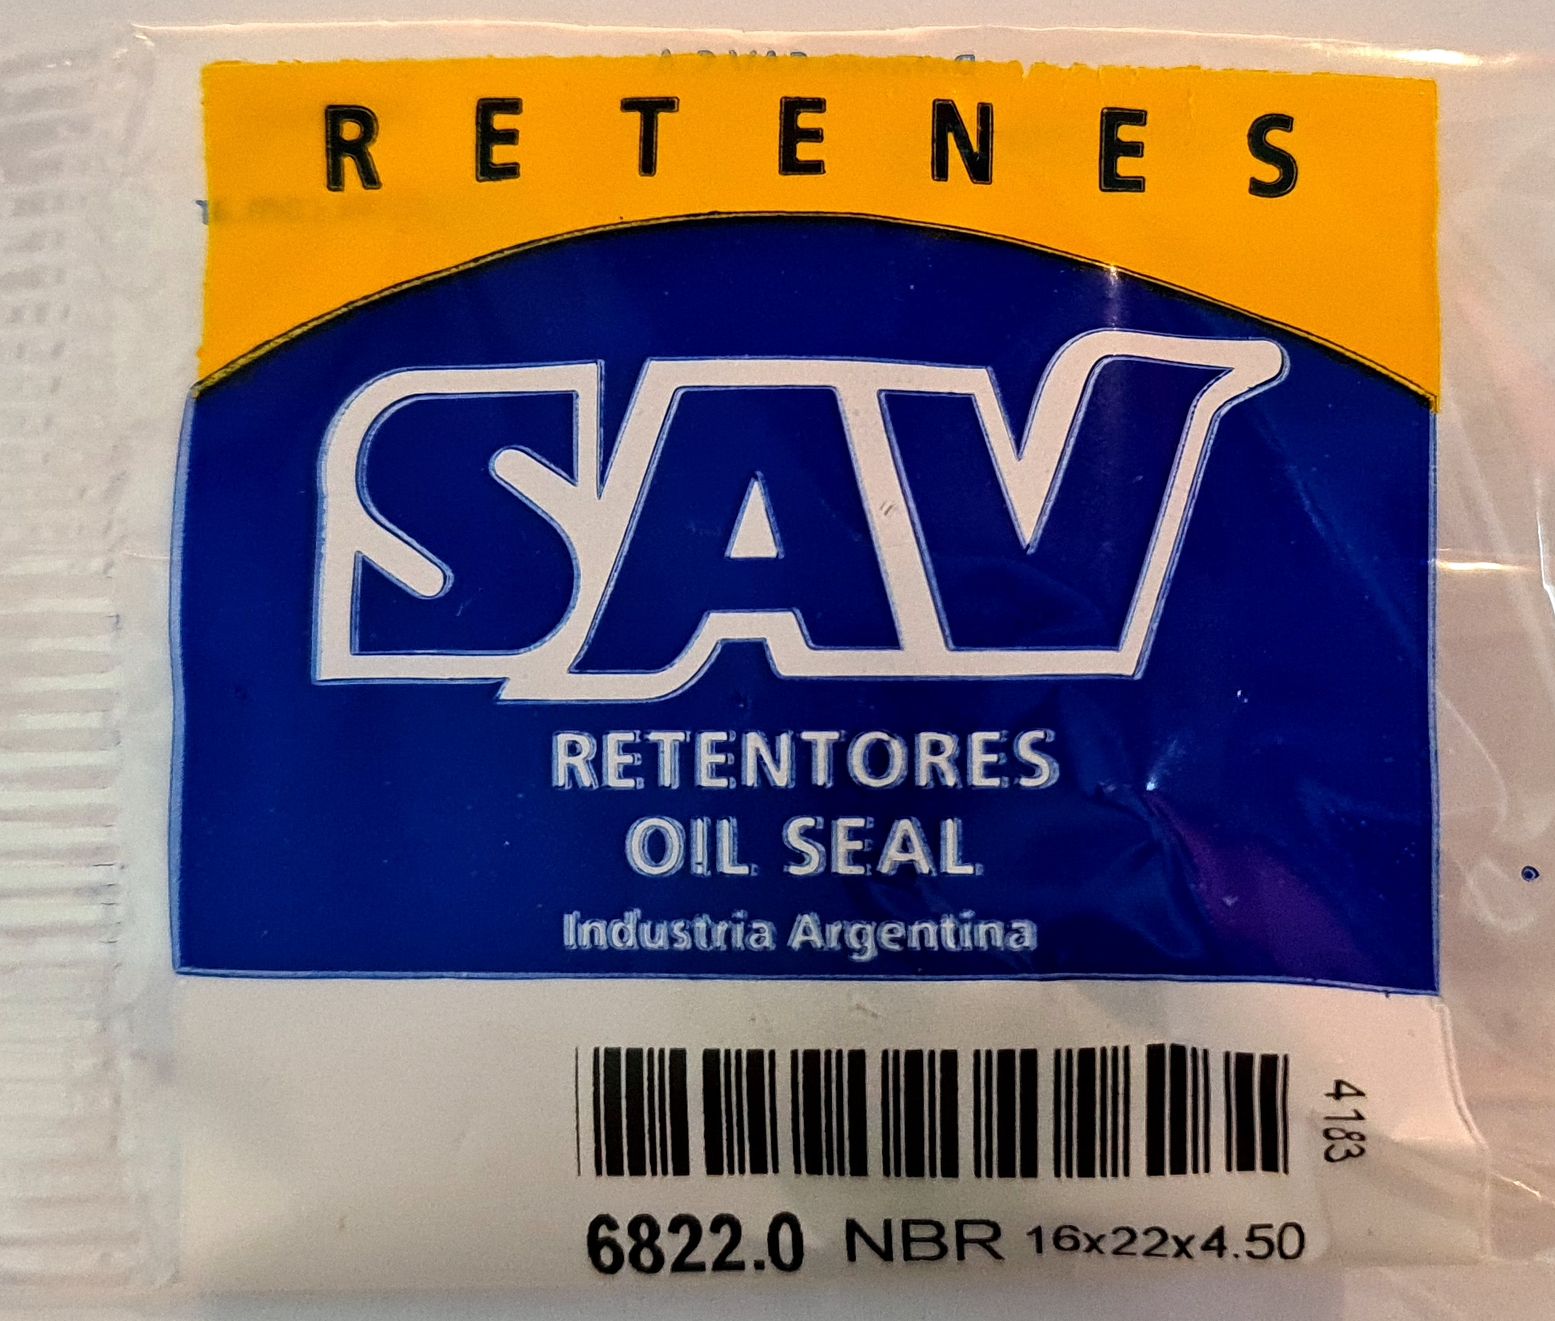 RETENES
SAV
RETENTORES
OIL SEAL
Industria Argentina
4183
6822.0 NBR 16x22x4.50